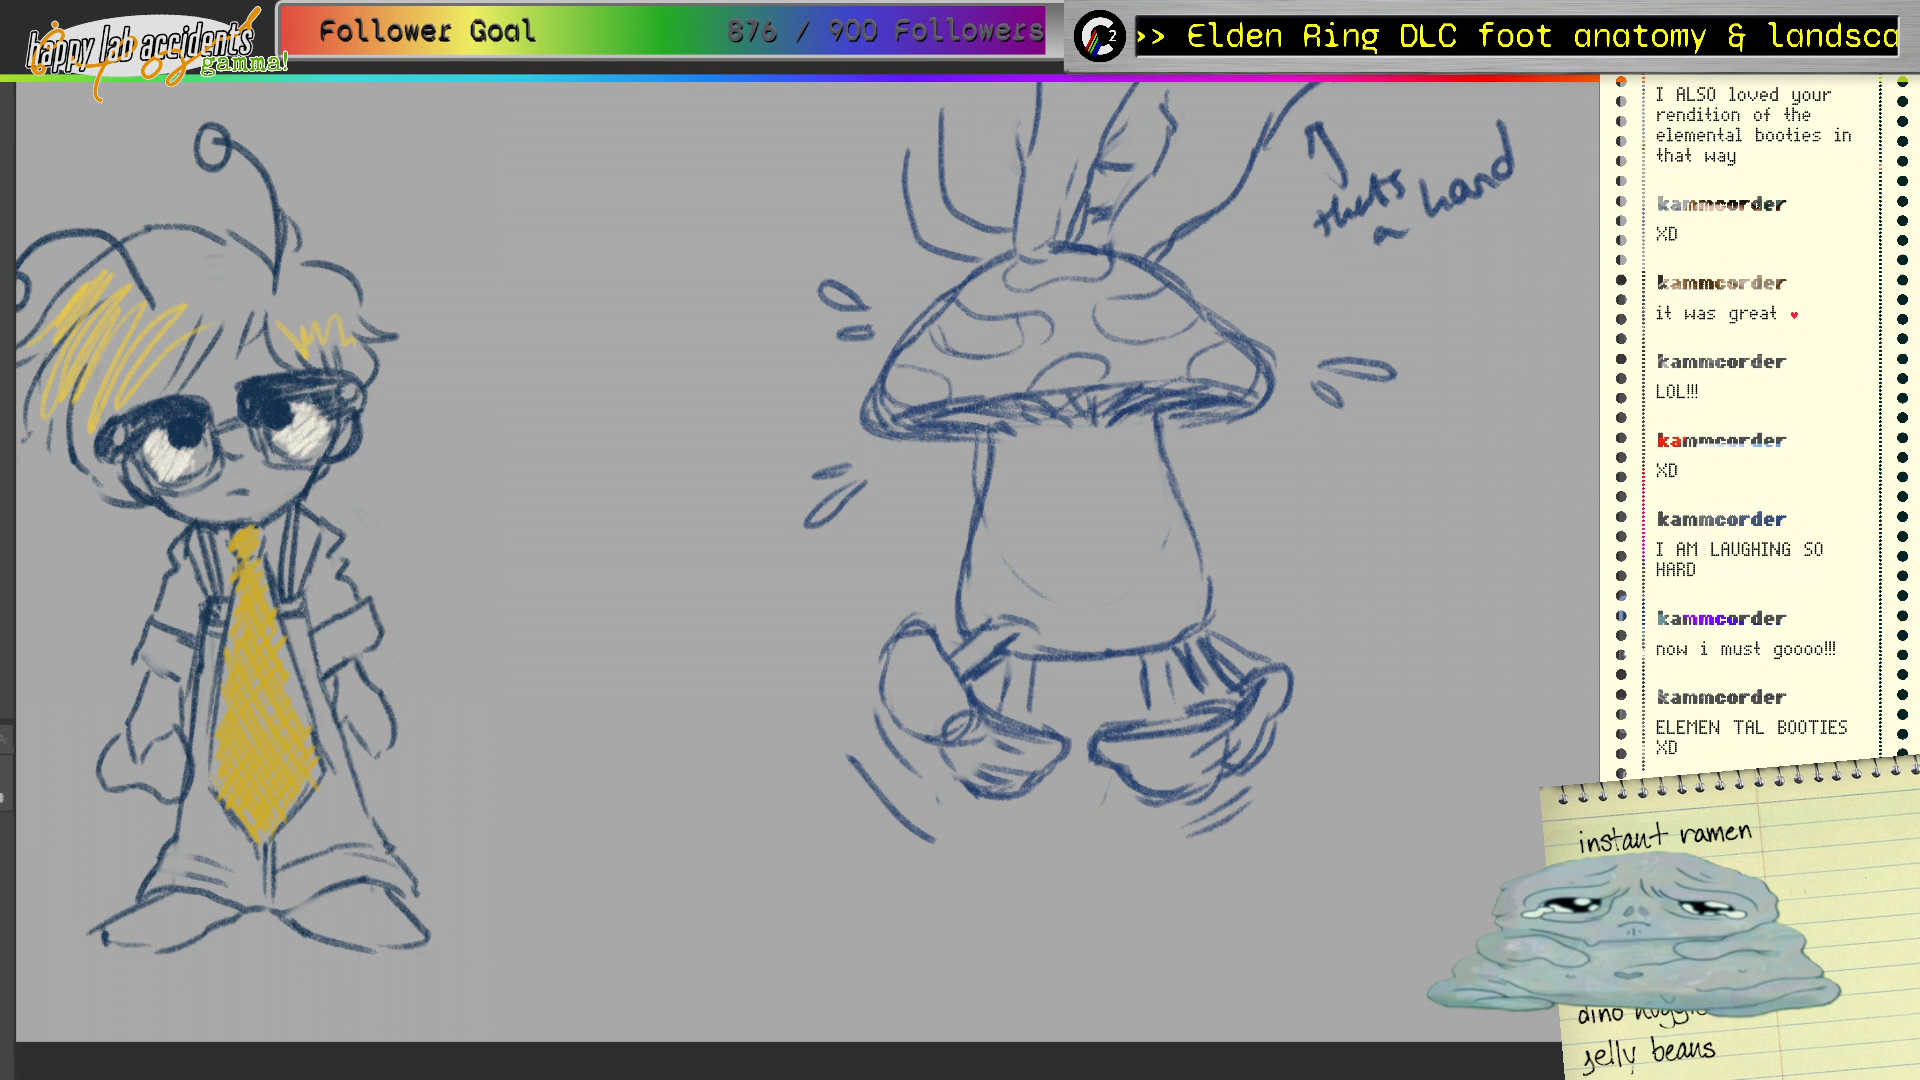 happy lab accidents
gamma!
Follower Goal
876 / 900 Followers
>> Elden Ring DLC foot anatomy & landsca
I ALSO loved your
rendition of the
elemental booties in
that way
kammcorder
XD
kammcorder
it was great ♥
kammcorder
LOL!!!
kammcorder
XD
kammcorder
I AM LAUGHING SO
HARD
kammcorder
now i must goooo!!!
kammcorder
ELEMEN TAL BOOTIES
XD
thats
a hand
instant ramen
dino
jelly beans